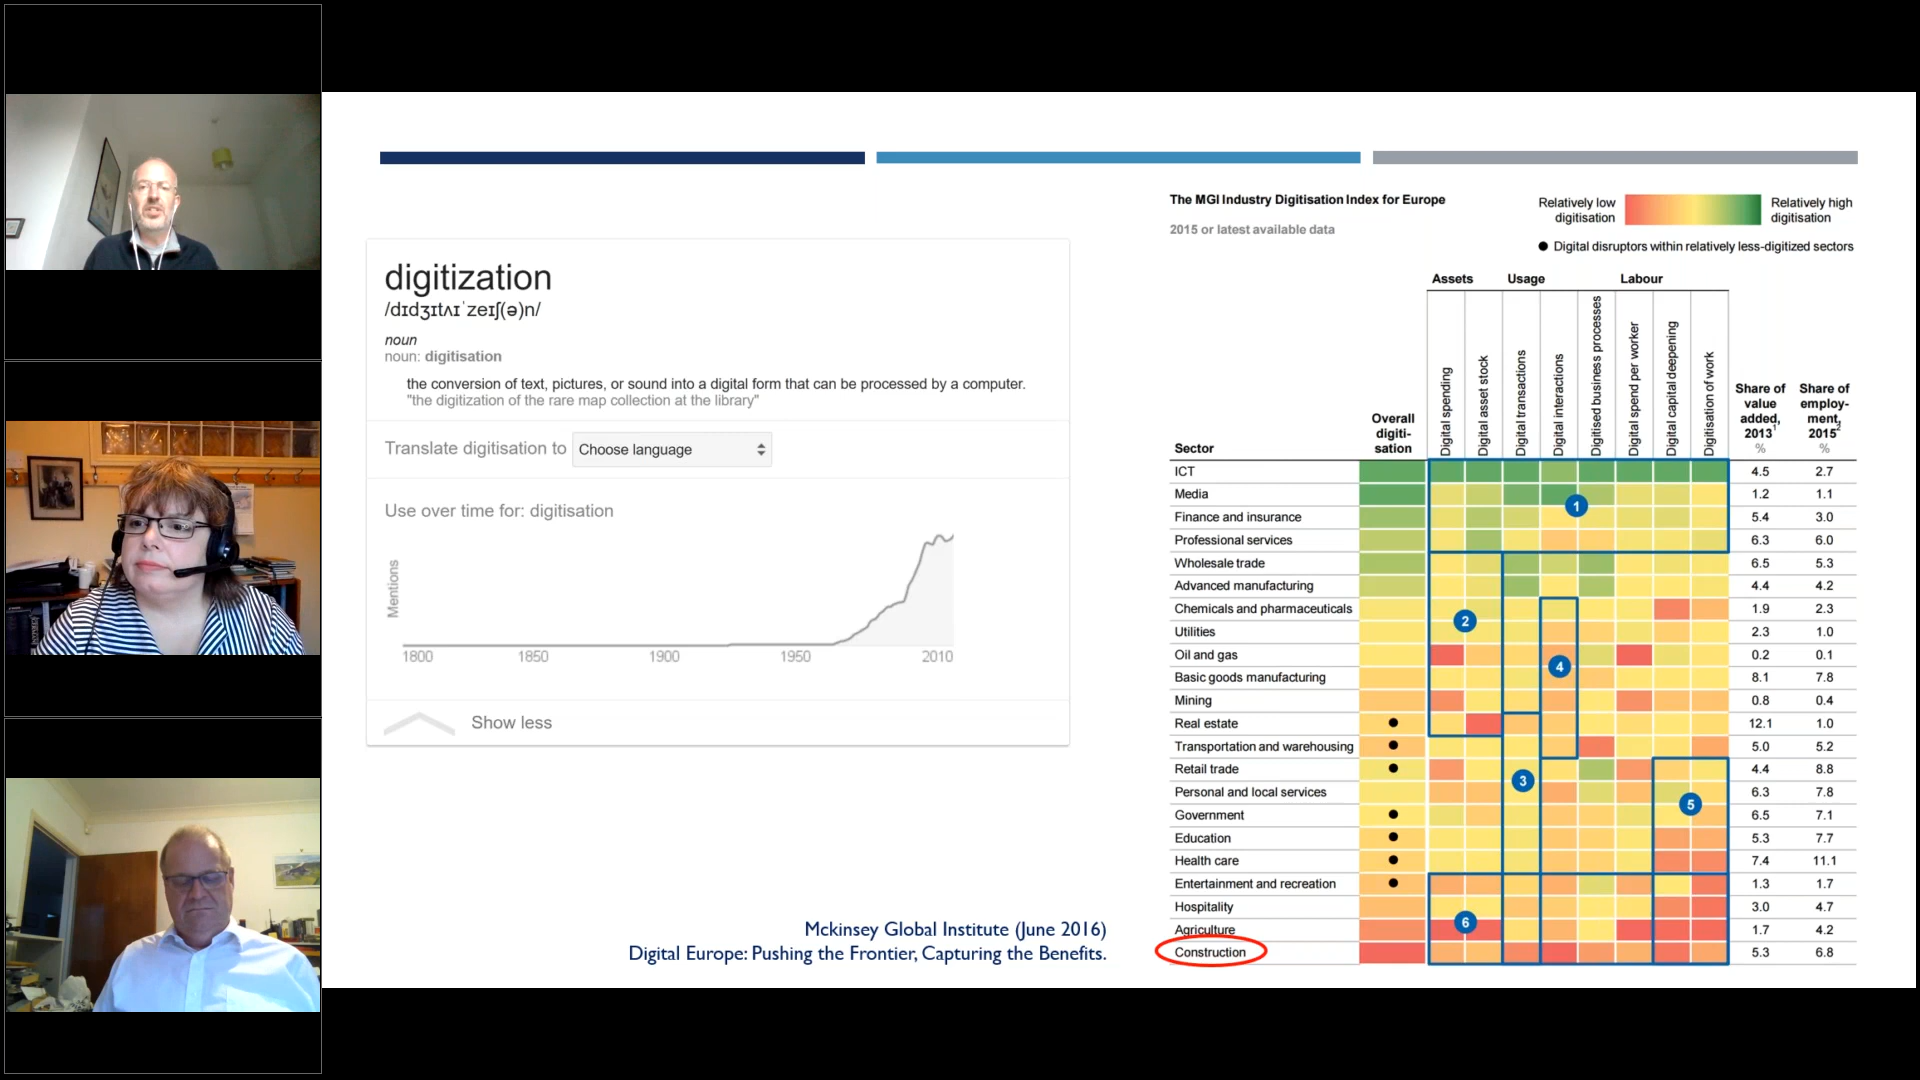 digitization
/dɪdʒɪtʌɪˈzeɪʃ(ə)n/
noun
noun: digitisation
the conversion of text, pictures, or sound into a digital form that can be processed by a computer.
"the digitization of the rare map collection at the library"
Translate digitisation to Choose language
Use over time for: digitisation
Mentions
1800 1850 1900 1950 2010
Show less
Mckinsey Global Institute (June 2016)
Digital Europe: Pushing the Frontier, Capturing the Benefits.
The MGI Industry Digitisation Index for Europe
2015 or latest available data
Relatively low
digitisation
Relatively high
digitisation
● Digital disruptors within relatively less-digitized sectors
Assets Usage Labour
Sector
Overall
digiti-
sation
Digital spending
Digital asset stock
Digital transactions
Digital interactions
Digitised business processes
Digital spend per worker
Digital capital deepening
Digitisation of work
Share of
value
added,
2013¹
%
Share of
employ-
ment,
2015²
%
ICT 4.5 2.7
Media 1.2 1.1
1
Finance and insurance 5.4 3.0
Professional services 6.3 6.0
Wholesale trade 6.5 5.3
Advanced manufacturing 4.4 4.2
Chemicals and pharmaceuticals 1.9 2.3
2
Utilities 2.3 1.0
Oil and gas 0.2 0.1
4
Basic goods manufacturing 8.1 7.8
Mining 0.8 0.4
Real estate ● 12.1 1.0
Transportation and warehousing ● 5.0 5.2
Retail trade ● 4.4 8.8
3
Personal and local services 6.3 7.8
5
Government ● 6.5 7.1
Education ● 5.3 7.7
Health care ● 7.4 11.1
Entertainment and recreation ● 1.3 1.7
Hospitality 3.0 4.7
6
Agriculture 1.7 4.2
Construction 5.3 6.8